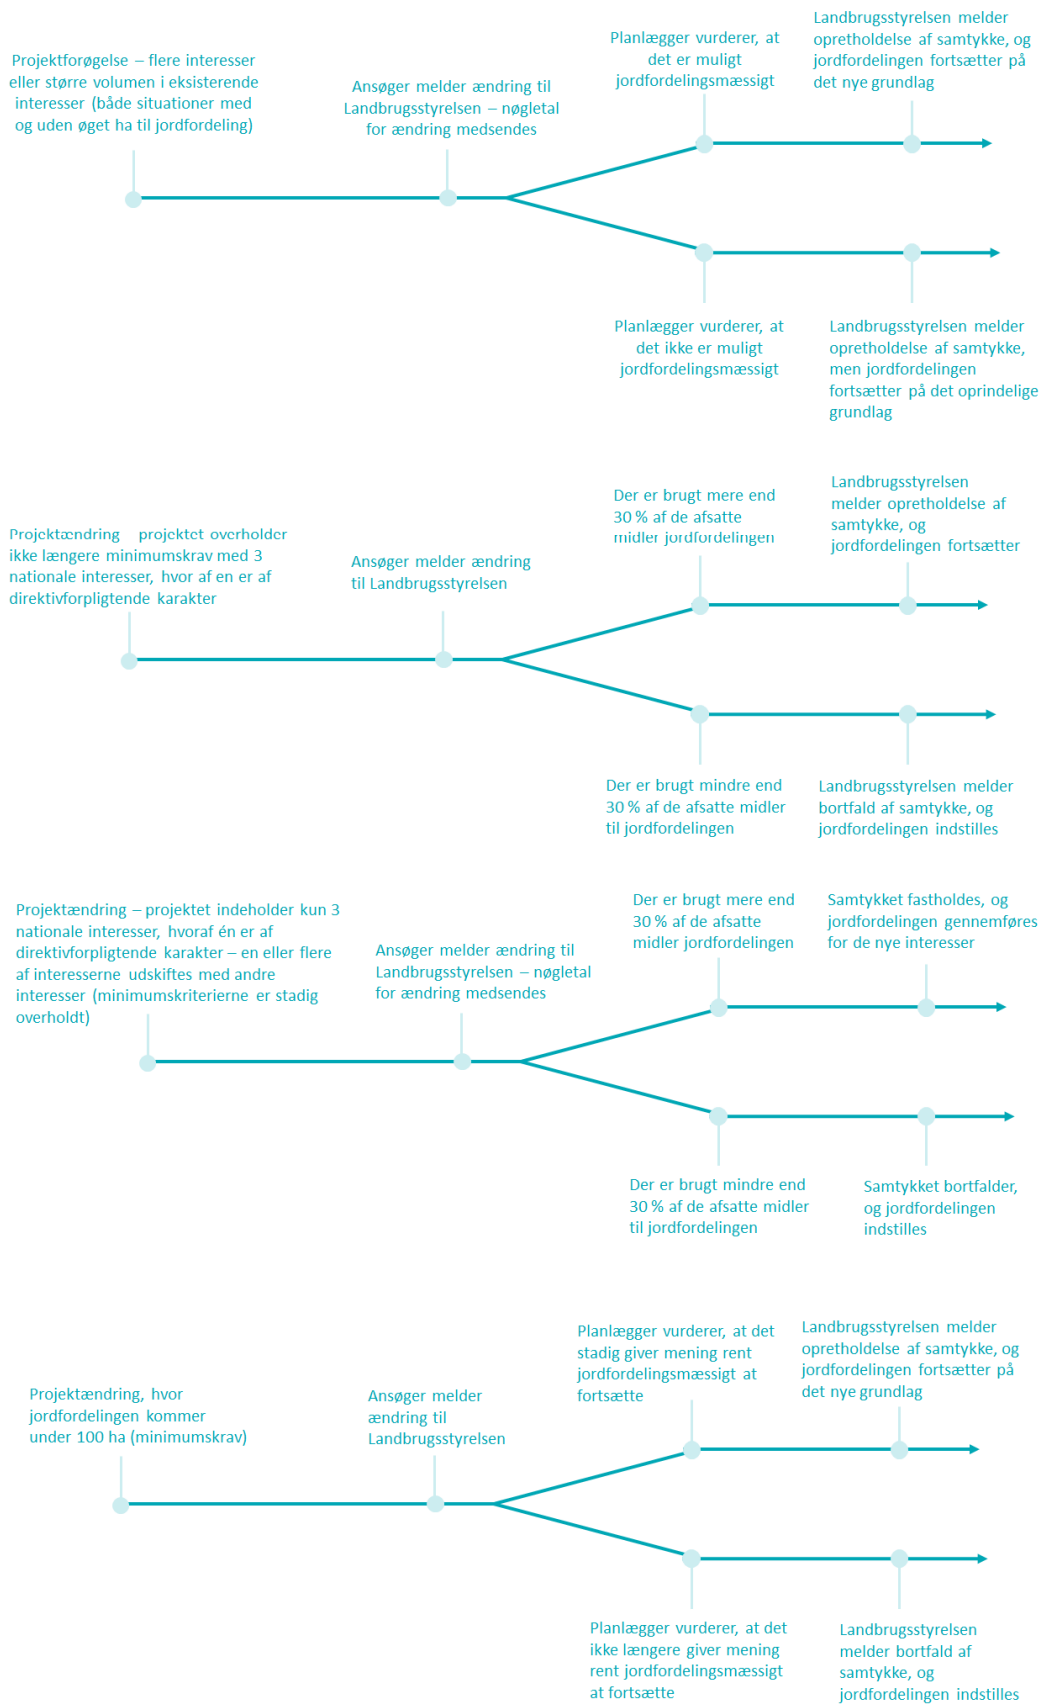 Projektforøgelse – flere interesser
eller større volumen i eksisterende
interesser (både situationer med
og uden øget ha til jordfordeling)
Ansøger melder ændring til
Landbrugsstyrelsen – nøgletal
for ændring medsendes
Planlægger vurderer, at
det er muligt
jordfordelingsmæssigt
Landbrugsstyrelsen melder
opretholdelse af samtykke, og
jordfordelingen fortsætter på
det nye grundlag
Planlægger vurderer, at
det ikke er muligt
jordfordelingsmæssigt
Landbrugsstyrelsen melder
opretholdelse af samtykke,
men jordfordelingen
fortsætter på det oprindelige
grundlag
Projektændring projektet overholder
ikke længere minimumskrav med 3
nationale interesser, hvor af en er af
direktivforpligtende karakter
Ansøger melder ændring
til Landbrugsstyrelsen
Der er brugt mere end
30 % af de afsatte
midler jordfordelingen
Landbrugsstyrelsen
melder opretholdelse af
samtykke, og
jordfordelingen fortsætter
Der er brugt mindre end
30 % af de afsatte midler
til jordfordelingen
Landbrugsstyrelsen melder
bortfald af samtykke, og
jordfordelingen indstilles
Projektændring – projektet indeholder kun 3
nationale interesser, hvoraf én er af
direktivforpligtende karakter – en eller flere
af interesserne udskiftes med andre
interesser (minimumskriterierne er stadig
overholdt)
Ansøger melder ændring til
Landbrugsstyrelsen – nøgletal
for ændring medsendes
Der er brugt mere end
30 % af de afsatte
midler jordfordelingen
Samtykket fastholdes, og
jordfordelingen gennemføres
for de nye interesser
Der er brugt mindre end
30 % af de afsatte midler
til jordfordelingen
Samtykket bortfalder,
og jordfordelingen
indstilles
Projektændring, hvor
jordfordelingen kommer
under 100 ha (minimumskrav)
Ansøger melder
ændring til
Landbrugsstyrelsen
Planlægger vurderer, at det
stadig giver mening rent
jordfordelingsmæssigt at
fortsætte
Landbrugsstyrelsen melder
opretholdelse af samtykke, og
jordfordelingen fortsætter på
det nye grundlag
Planlægger vurderer, at det
ikke længere giver mening
rent jordfordelingsmæssigt
at fortsætte
Landbrugsstyrelsen
melder bortfald af
samtykke, og
jordfordelingen indstilles